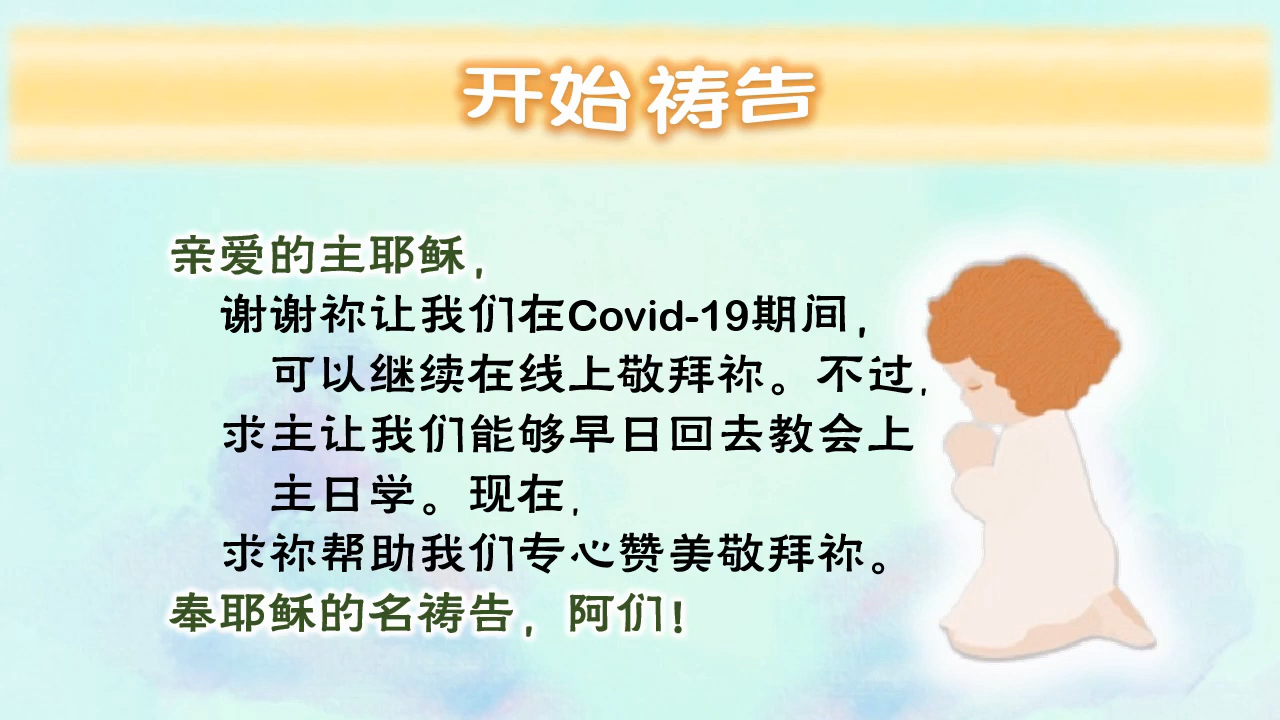 开始祷告
亲爱的主耶稣，
谢谢祢让我们在Covid-19期间，
可以继续在线上敬拜祢。不过，
求主让我们能够早日回去教会上
主日学。现在，
求祢帮助我们专心赞美敬拜祢。
奉耶稣的名祷告，阿们！